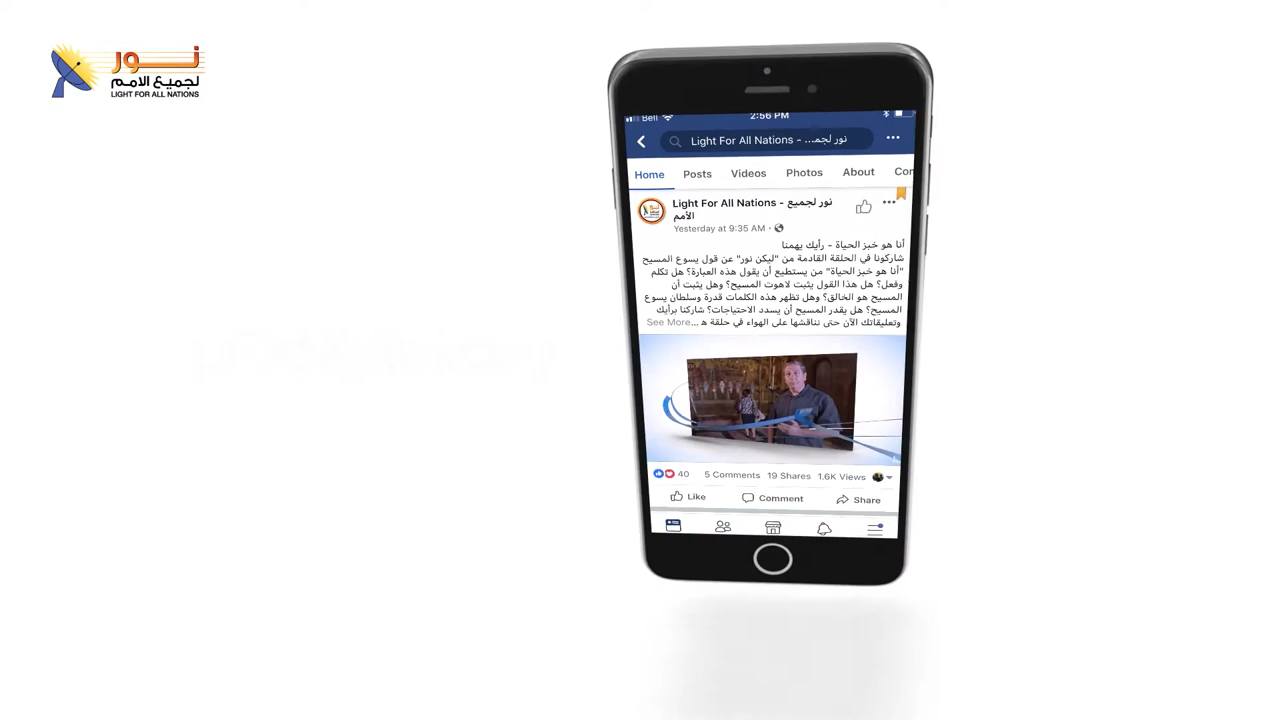 نور
لجميع الامم
LIGHT FOR ALL NATIONS
Bell 2:56 PM
Light For All Nations - نور لجم...
Home Posts Videos Photos About Co
Light For All Nations - نور لجميع
الأمم
Yesterday at 9:35 AM
أنا هو خبز الحياة - رأيك يهمنا
شاركونا في الحلقة القادمة من "ليكن نور" عن قول يسوع المسيح
"أنا هو خبز الحياة" من يستطيع أن يقول هذه العبارة؟ هل تكلم
وفعل؟ هل هذا القول يثبت لاهوت المسيح؟ وهل يثبت أن
المسيح هو الخالق؟ وهل تظهر هذه الكلمات قدرة وسلطان يسوع
المسيح؟ هل يقدر المسيح أن يسدد الاحتياجات؟ شاركنا برأيك
وتعليقاتك الآن حتى نناقشها على الهواء في حلقة ه ... See More
40 5 Comments 19 Shares 1.6K Views
Like Comment Share